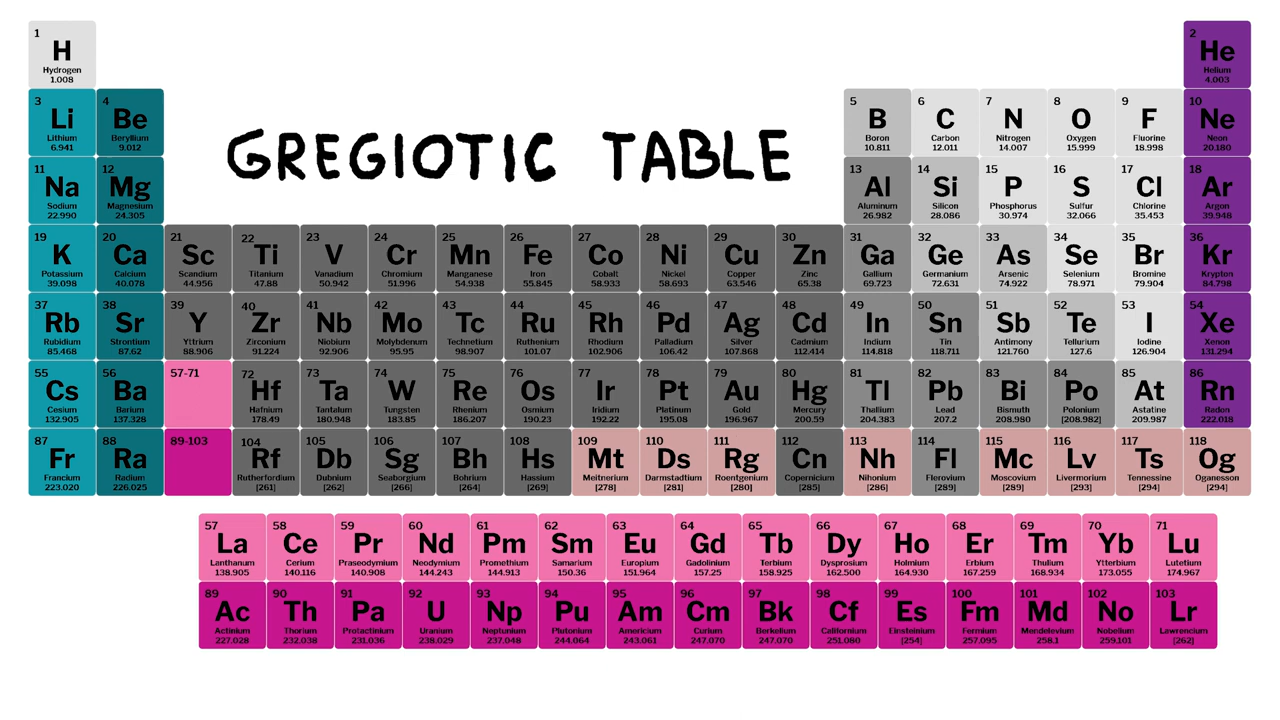 1 2
H He
Hydrogen Helium
1.008 4.003
3 4 5 6 7 8 9 10
Li Be B C N O F Ne
Lithium Beryllium Boron Carbon Nitrogen Oxygen Fluorine Neon
6.941 9.012 10.811 12.011 14.007 15.999 18.998 20.180
GREGIOTIC TABLE
11 12 13 14 15 16 17 18
Na Mg Al Si P S Cl Ar
Sodium Magnesium Aluminum Silicon Phosphorus Sulfur Chlorine Argon
22.990 24.305 26.982 28.086 30.974 32.066 35.453 39.948
19 20 21 22 23 24 25 26 27 28 29 30 31 32 33 34 35 36
K Ca Sc Ti V Cr Mn Fe Co Ni Cu Zn Ga Ge As Se Br Kr
Potassium Calcium Scandium Titanium Vanadium Chromium Manganese Iron Cobalt Nickel Copper Zinc Gallium Germanium Arsenic Selenium Bromine Krypton
39.098 40.078 44.956 47.88 50.942 51.996 54.938 55.845 58.933 58.693 63.546 65.38 69.723 72.631 74.922 78.971 79.904 84.798
37 38 39 40 41 42 43 44 45 46 47 48 49 50 51 52 53 54
Rb Sr Y Zr Nb Mo Tc Ru Rh Pd Ag Cd In Sn Sb Te I Xe
Rubidium Strontium Yttrium Zirconium Niobium Molybdenum Technetium Ruthenium Rhodium Palladium Silver Cadmium Indium Tin Antimony Tellurium Iodine Xenon
85.468 87.62 88.906 91.224 92.906 95.95 98.907 101.07 102.906 106.42 107.868 112.414 114.818 118.711 121.760 127.6 126.904 131.294
55 56 57-71 72 73 74 75 76 77 78 79 80 81 82 83 84 85 86
Cs Ba Hf Ta W Re Os Ir Pt Au Hg Tl Pb Bi Po At Rn
Cesium Barium Hafnium Tantalum Tungsten Rhenium Osmium Iridium Platinum Gold Mercury Thallium Lead Bismuth Polonium Astatine Radon
132.905 137.328 178.49 180.948 183.85 186.207 190.23 192.22 195.08 196.967 200.59 204.383 207.2 208.980 [208.982] 209.987 222.018
87 88 89-103 104 105 106 107 108 109 110 111 112 113 114 115 116 117 118
Fr Ra Rf Db Sg Bh Hs Mt Ds Rg Cn Nh Fl Mc Lv Ts Og
Francium Radium Rutherfordium Dubnium Seaborgium Bohrium Hassium Meitnerium Darmstadtium Roentgenium Copernicium Nihonium Flerovium Moscovium Livermorium Tennessine Oganesson
223.020 226.025 [261] [262] [266] [264] [269] [278] [281] [280] [285] [286] [289] [289] [293] [294] [294]
57 58 59 60 61 62 63 64 65 66 67 68 69 70 71
La Ce Pr Nd Pm Sm Eu Gd Tb Dy Ho Er Tm Yb Lu
Lanthanum Cerium Praseodymium Neodymium Promethium Samarium Europium Gadolinium Terbium Dysprosium Holmium Erbium Thulium Ytterbium Lutetium
138.905 140.116 140.908 144.243 144.913 150.36 151.964 157.25 158.925 162.500 164.930 167.259 168.934 173.055 174.967
89 90 91 92 93 94 95 96 97 98 99 100 101 102 103
Ac Th Pa U Np Pu Am Cm Bk Cf Es Fm Md No Lr
Actinium Thorium Protactinium Uranium Neptunium Plutonium Americium Curium Berkelium Californium Einsteinium Fermium Mendelevium Nobelium Lawrencium
227.028 232.038 231.036 238.029 237.048 244.064 243.061 247.070 247.070 251.080 [254] 257.095 258.1 259.101 [262]